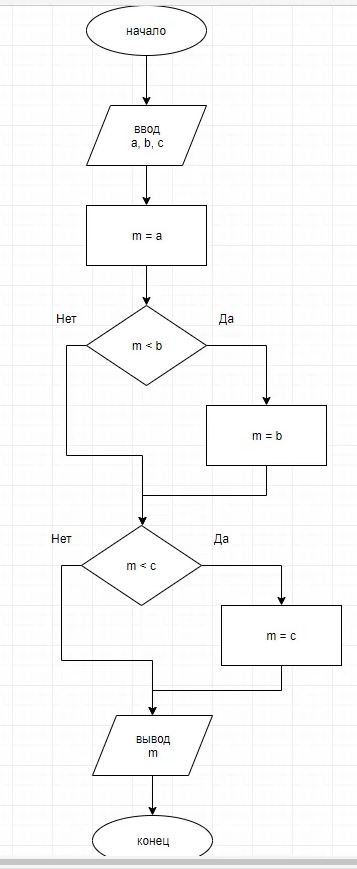 начало
ввод
a, b, c
m = a
Нет
Да
m < b
m = b
Нет
Да
m < c
m = c
вывод
m
конец